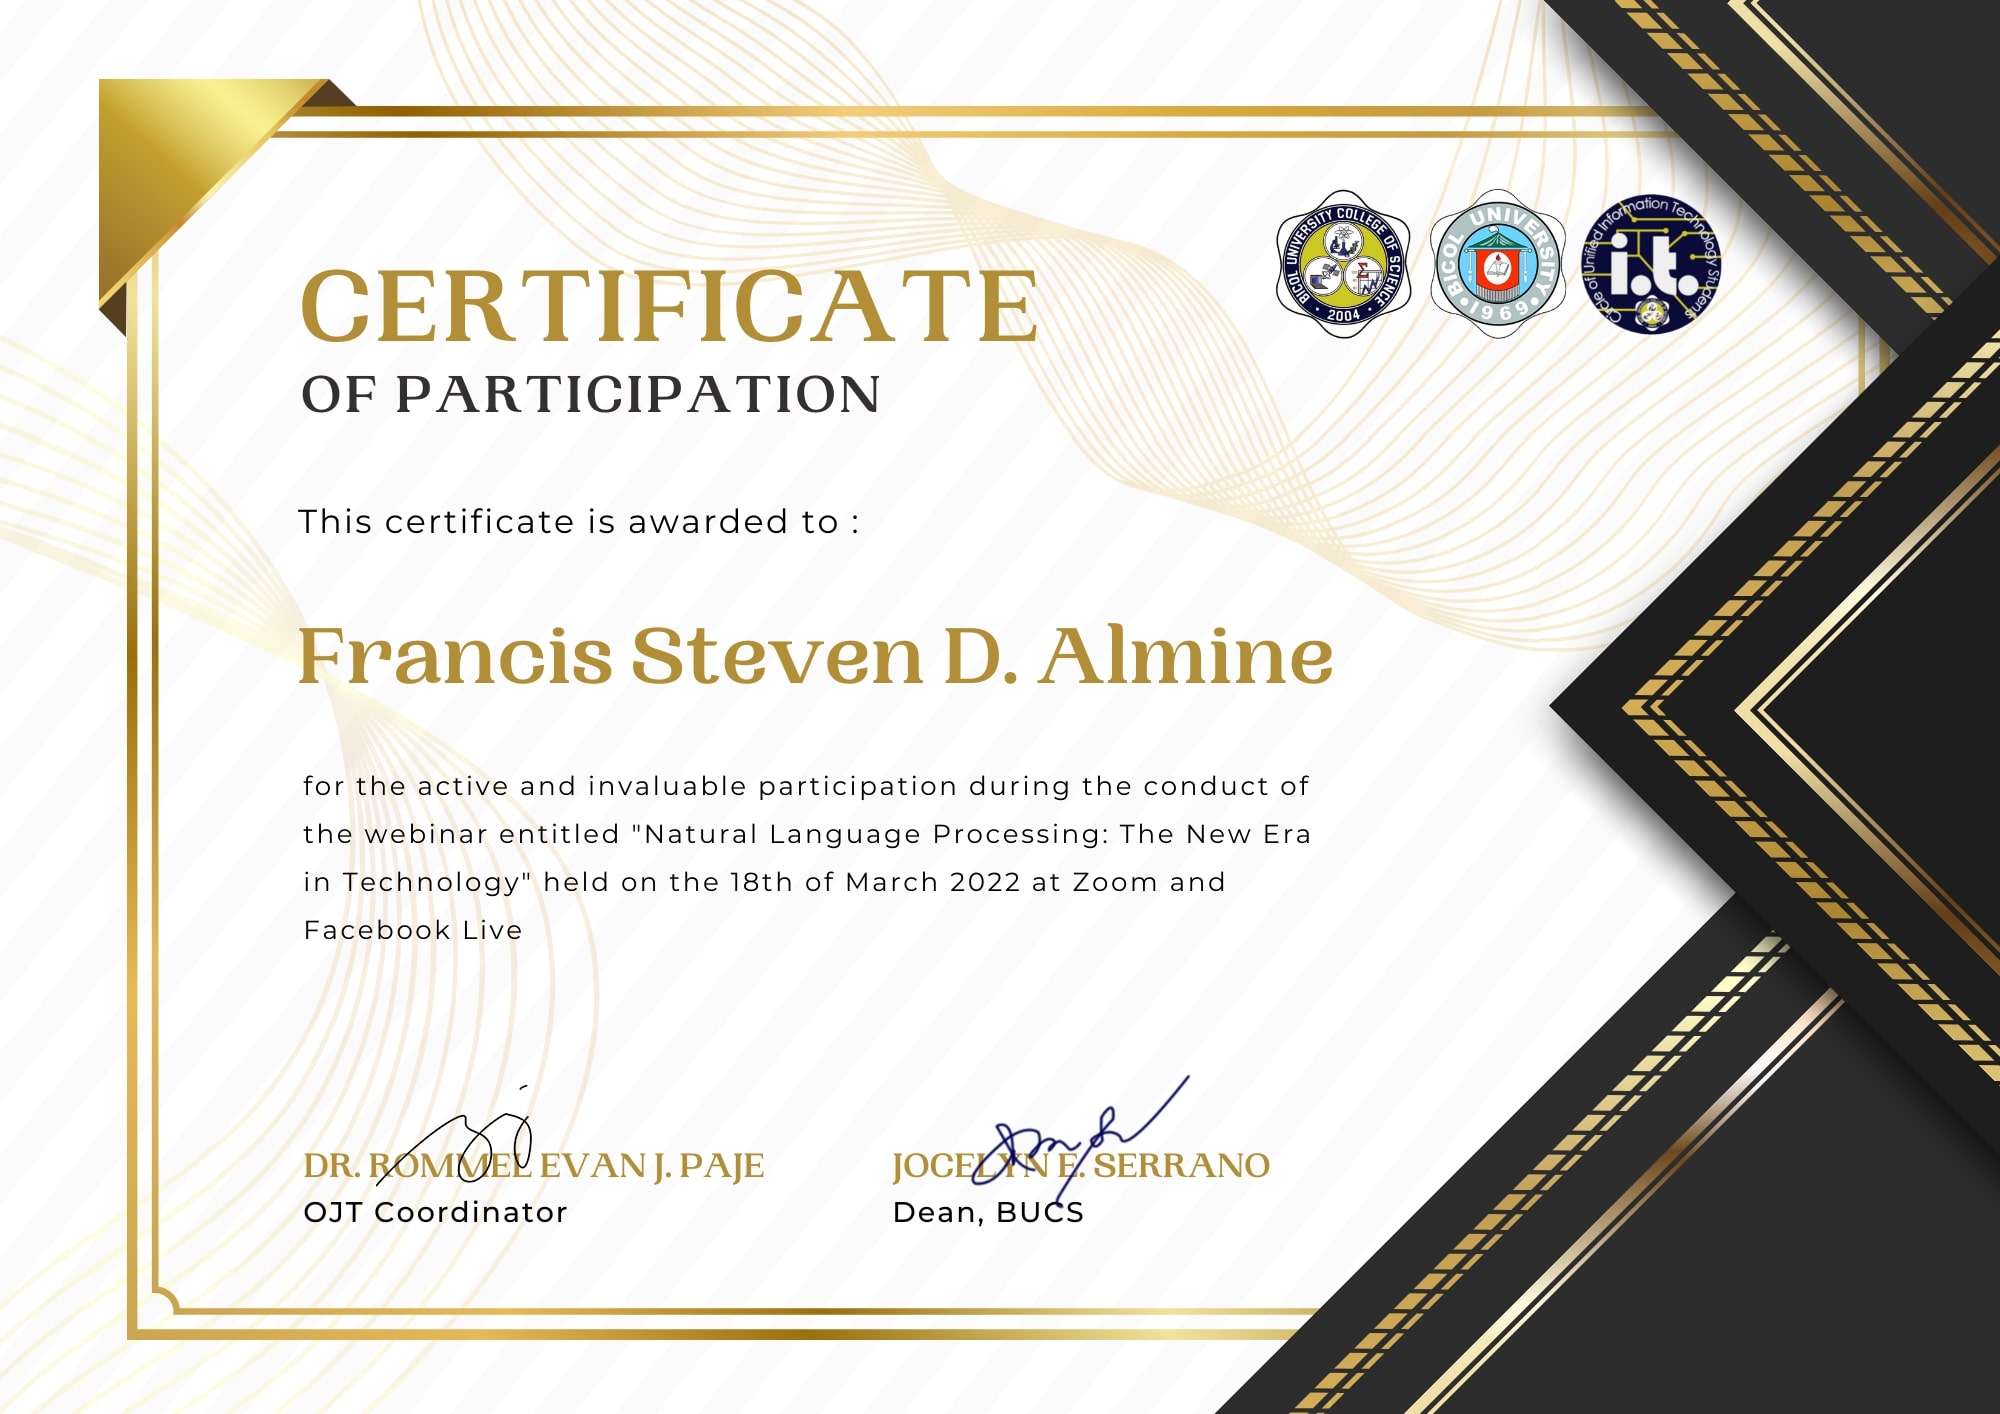 BICOL UNIVERSITY COLLEGE OF SCIENCE
• 2004 •
BICOL UNIVERSITY
• 1969 •
Circle of Unified Information Technology Students
i.t.
CERTIFICATE
OF PARTICIPATION
This certificate is awarded to :
Francis Steven D. Almine
for the active and invaluable participation during the conduct of
the webinar entitled "Natural Language Processing: The New Era
in Technology" held on the 18th of March 2022 at Zoom and
Facebook Live
DR. ROMMEL EVAN J. PAJE
JOCELYN E. SERRANO
OJT Coordinator
Dean, BUCS